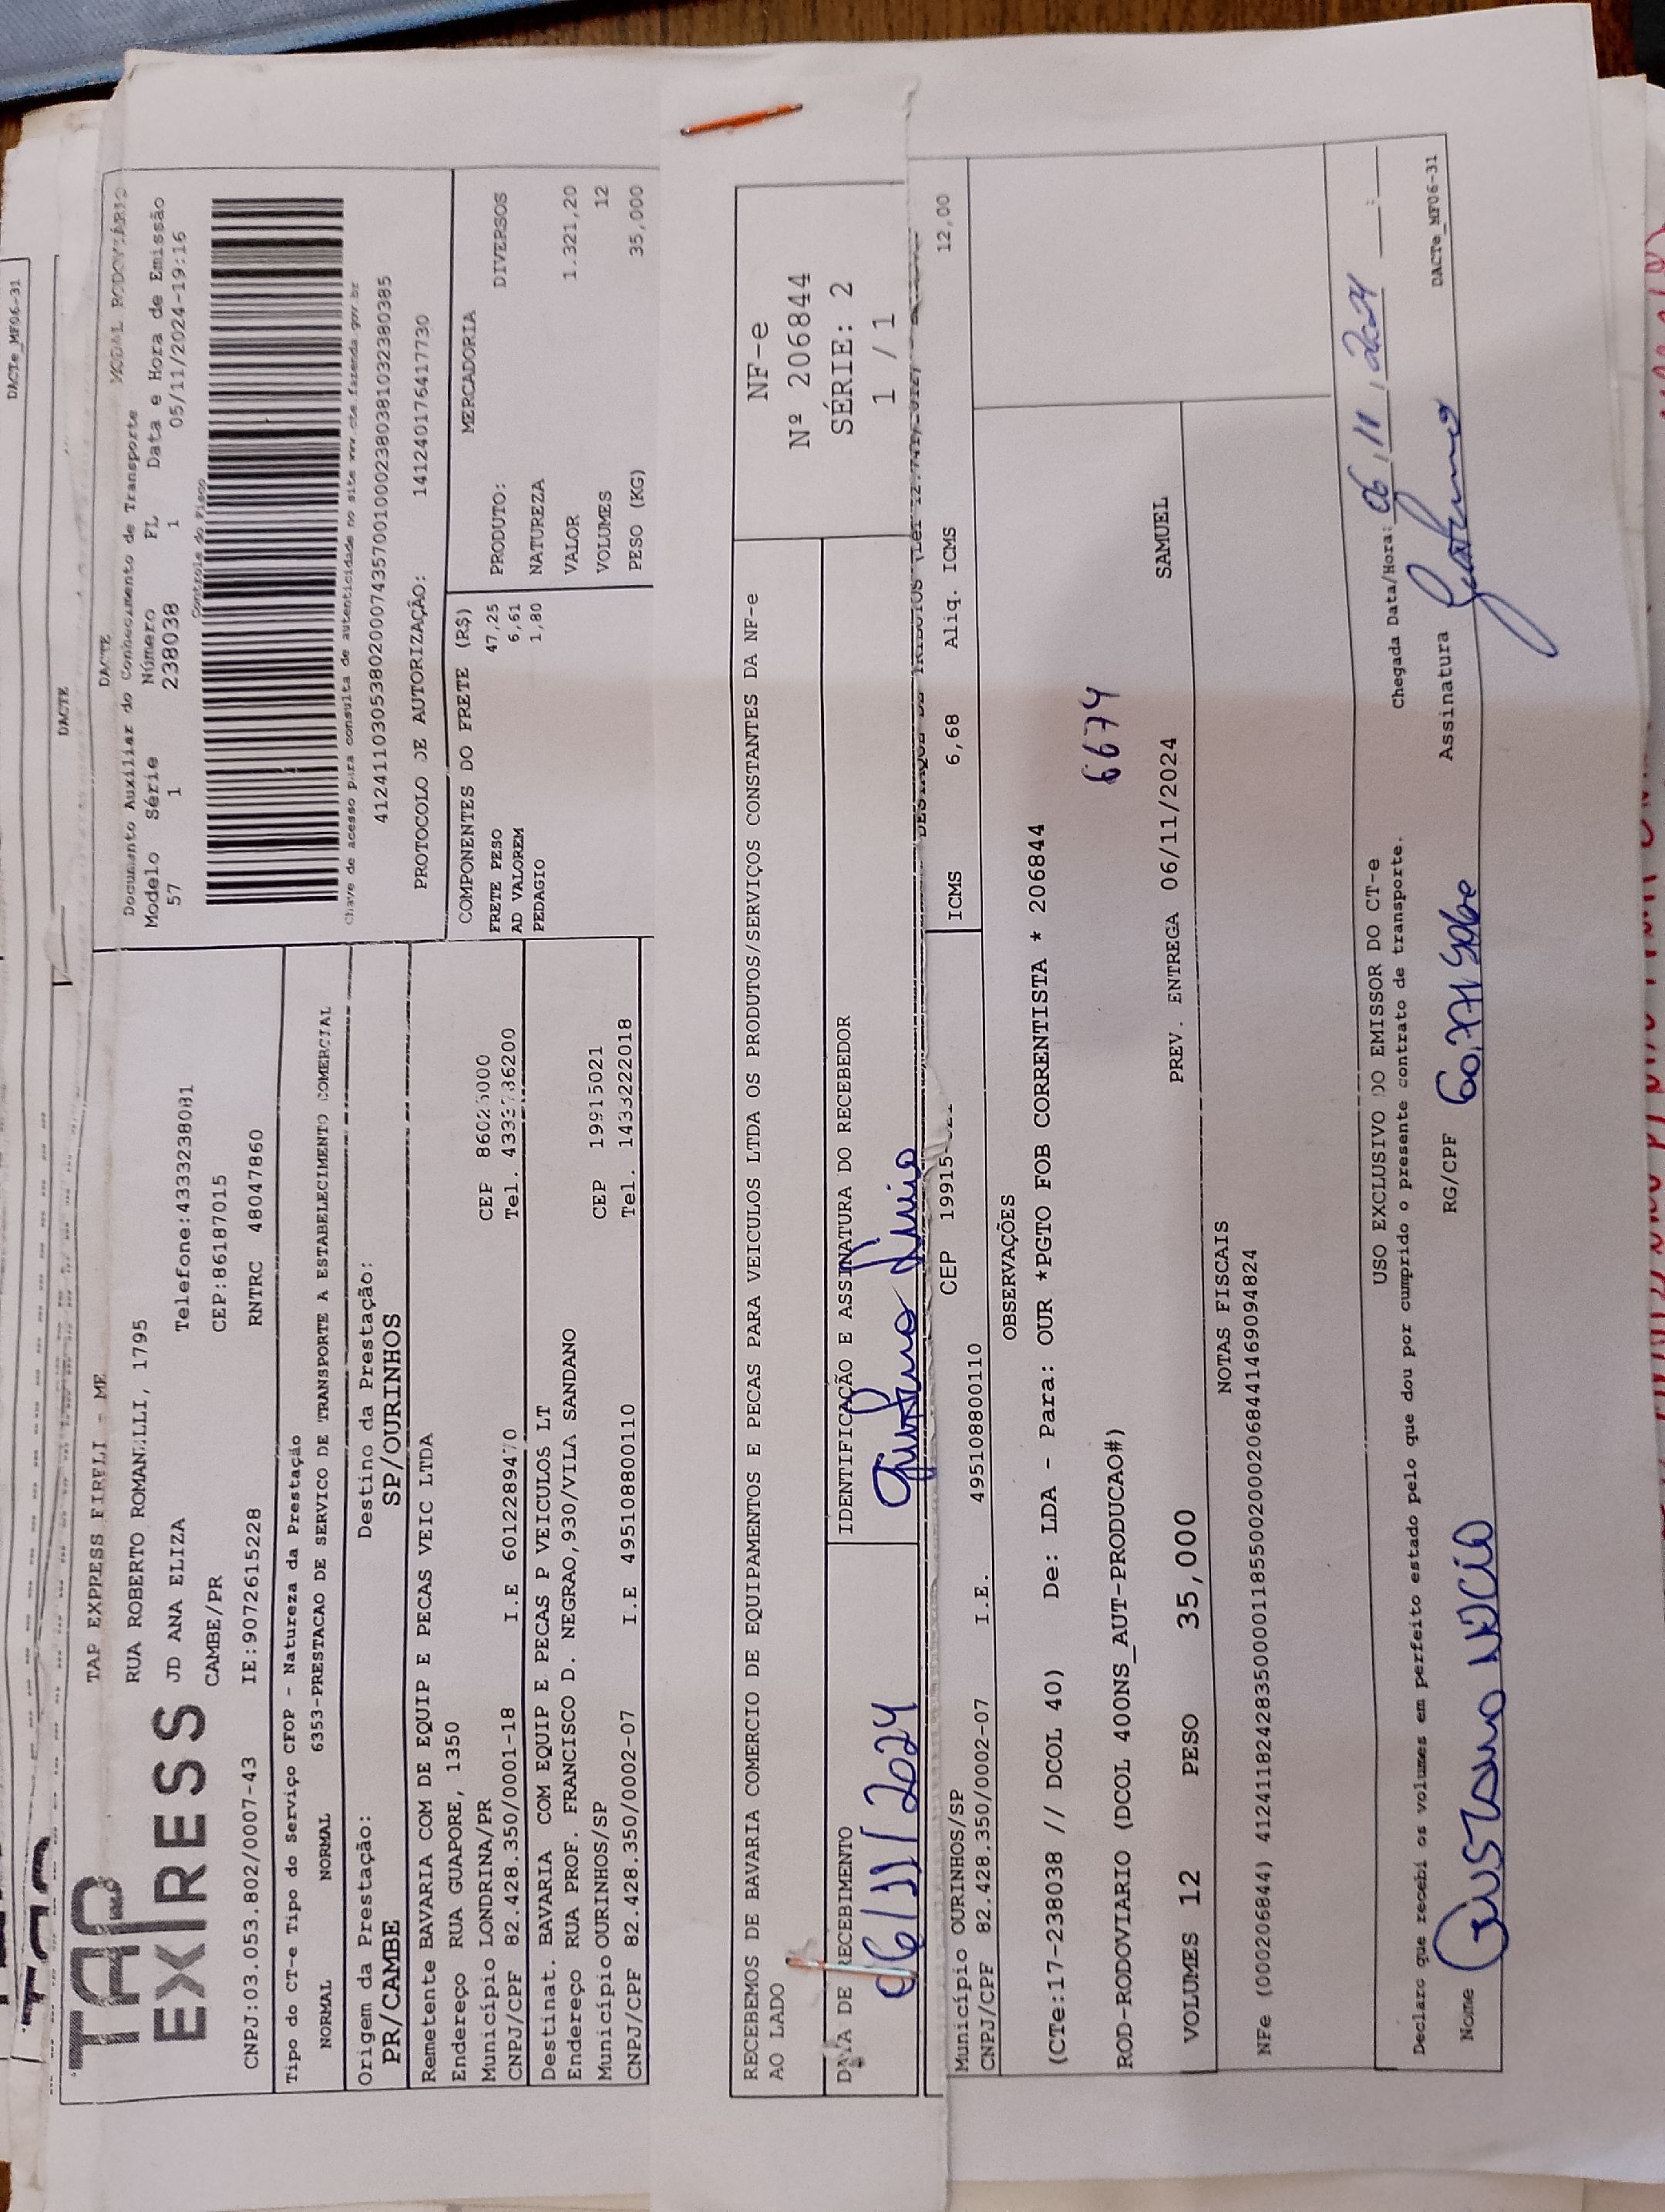 DACTe_MF06-31
DACTE
TAP EXPRESS
TAP EXPPESS EIRELI - ME
RUA ROBERTO ROMANELLI, 1795
JD ANA ELIZA Telefone:43332238081
CAMBE/PR CEP:86187015
CNPJ:03.053.802/0007-43 IE:9072615228 RNTRC 48047860
DACTE MODAL RODOVIÁRIO
Documento Auxiliar do Conhecimento de Transporte
Modelo Série Número FL Data e Hora de Emissão
57 1 238038 1 05/11/2024-19:16
Controle do Fisco
Chave de acesso para consulta de autenticidade no site www.cte.fazenda.gov.br
41241103053802000743570010002380381032380385
PROTOCOLO DE AUTORIZAÇÃO: 141240176417730
Tipo do CT-e Tipo do Serviço CFOP - Natureza da Prestação
NORMAL NORMAL 6353-PRESTACAO DE SERVICO DE TRANSPORTE A ESTABELECIMENTO COMERCIAL
Origem da Prestação: Destino da Prestação:
PR/CAMBE SP/OURINHOS
Remetente BAVARIA COM DE EQUIP E PECAS VEIC LTDA
Endereço RUA GUAPORE, 1350
Município LONDRINA/PR CEP
CNPJ/CPF 82.428.350/0001-18 I.E Tel.
Destinat. BAVARIA COM EQUIP E PECAS P VEICULOS LT
Endereço RUA PROF. FRANCISCO D. NEGRAO,930/VILA SANDANO
Município OURINHOS/SP CEP 19915021
CNPJ/CPF 82.428.350/0002-07 I.E 495108800110 Tel. 1433222018
COMPONENTES DO FRETE (R$)
FRETE PESO 47,25
AD VALOREM 6,61
PEDAGIO 1,80
MERCADORIA
PRODUTO: DIVERSOS
NATUREZA
VALOR 1.321,20
VOLUMES 12
PESO (KG) 35,000
RECEBEMOS DE BAVARIA COMERCIO DE EQUIPAMENTOS E PECAS PARA VEICULOS LTDA OS PRODUTOS/SERVIÇOS CONSTANTES DA NF-e
AO LADO
NF-e
Nº 206844
SÉRIE: 2
1 / 1
DATA DE RECEBIMENTO IDENTIFICAÇÃO E ASSINATURA DO RECEBEDOR
06/11/2024
Município OURINHOS/SP CEP
CNPJ/CPF 82.428.350/0002-07 I.E. 495108800110
ICMS 6,68 Aliq. ICMS 12,00
OBSERVAÇÕES
(CTe:17-238038 // DCOL 40) De: LDA - Para: OUR *PGTO FOB CORRENTISTA * 206844
6674
ROD-RODOVIARIO (DCOL 400NS_AUT-PRODUCAO#)
VOLUMES 12 PESO 35,000 PREV. ENTREGA 06/11/2024 SAMUEL
NOTAS FISCAIS
NFe (000206844) 41241182428350000118550020002068441469094824
USO EXCLUSIVO DO EMISSOR DO CT-e
Declaro que recebi os volumes em perfeito estado pelo que dou por cumprido o presente contrato de transporte.
Chegada Data/Hora: 06/11/2024
Nome RG/CPF Assinatura
DACTe_MF06-31